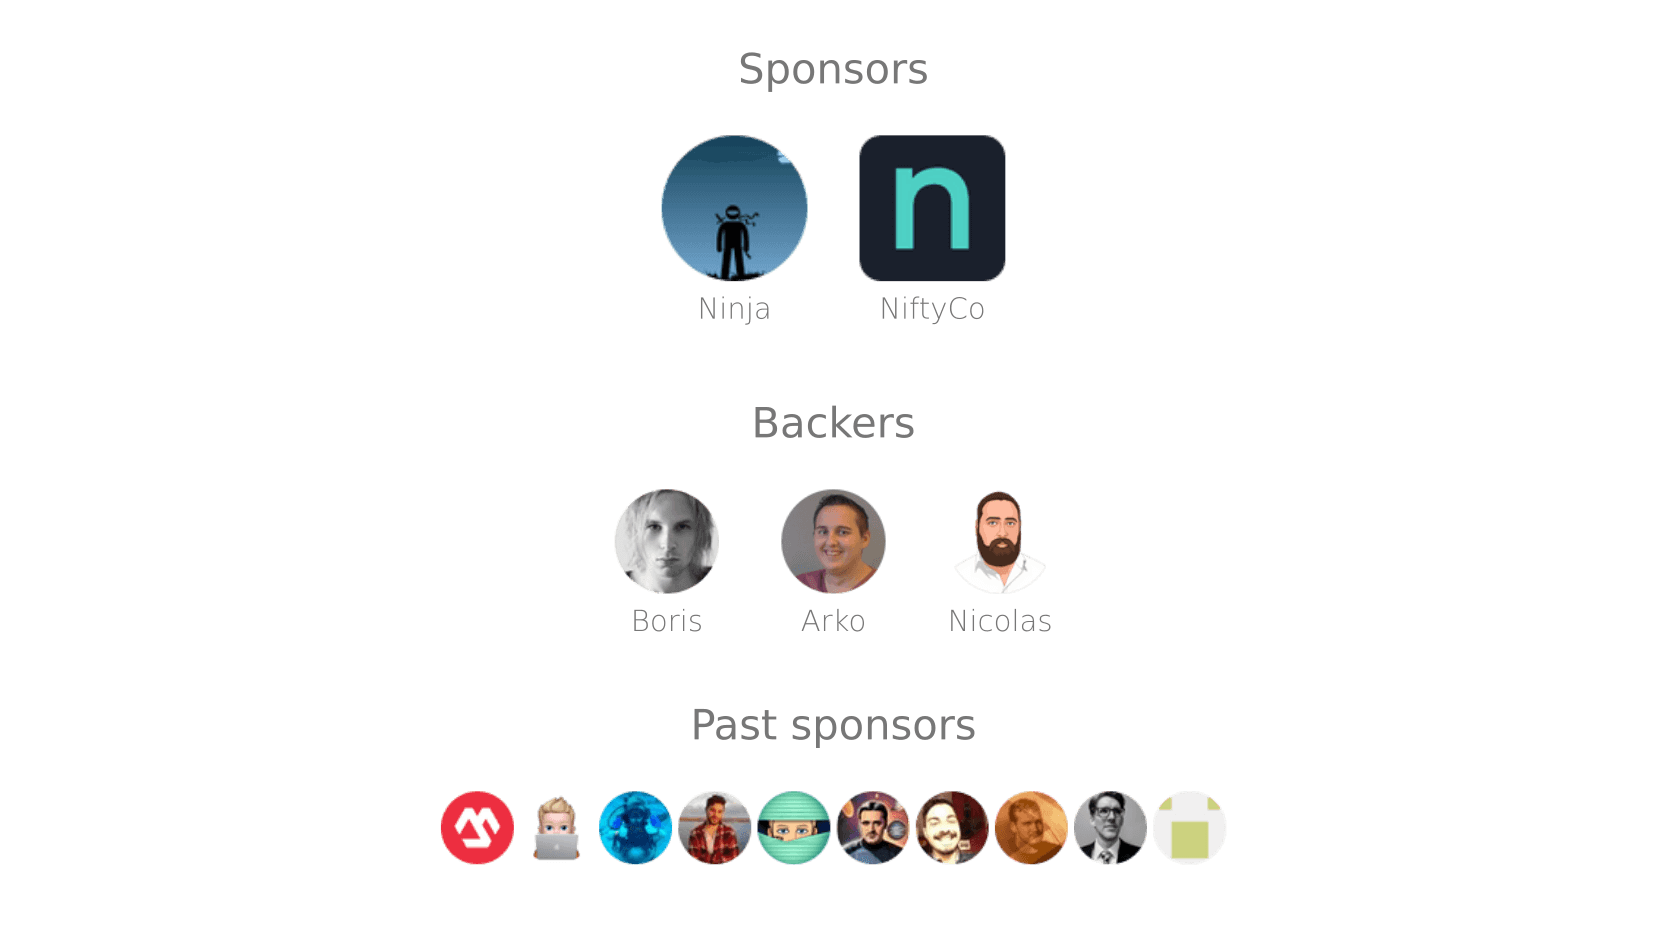 Sponsors
n
Ninja
NiftyCo
Backers
Boris
Arko
Nicolas
Past sponsors